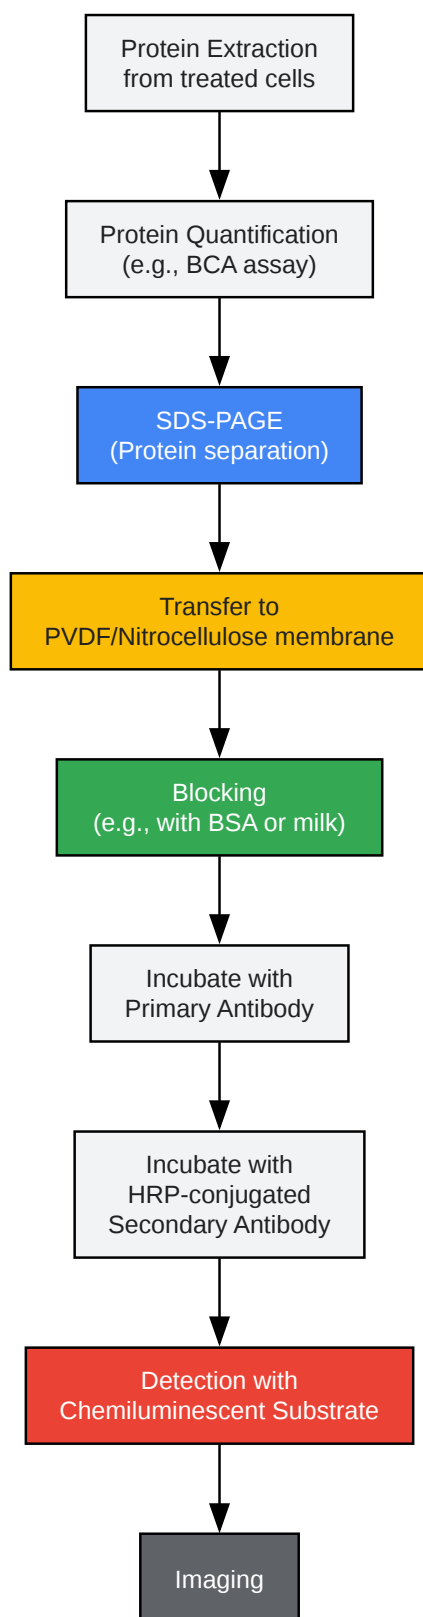 Protein Extraction
from treated cells
Protein Quantification
(e.g., BCA assay)
SDS-PAGE
(Protein separation)
Transfer to
PVDF/Nitrocellulose membrane
Blocking
(e.g., with BSA or milk)
Incubate with
Primary Antibody
Incubate with
HRP-conjugated
Secondary Antibody
Detection with
Chemiluminescent Substrate
Imaging